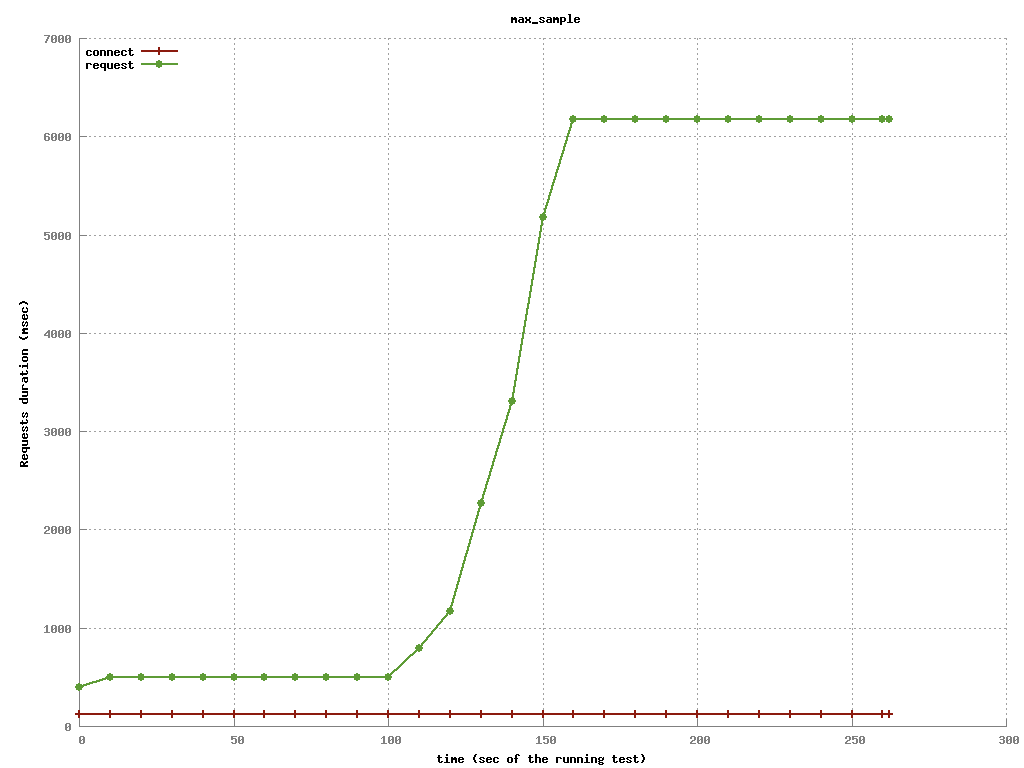 max_sample
7000
connect
request
6000
5000
4000
Requests duration (msec)
3000
2000
1000
0
0 50 100 150 200 250 300
time (sec of the running test)